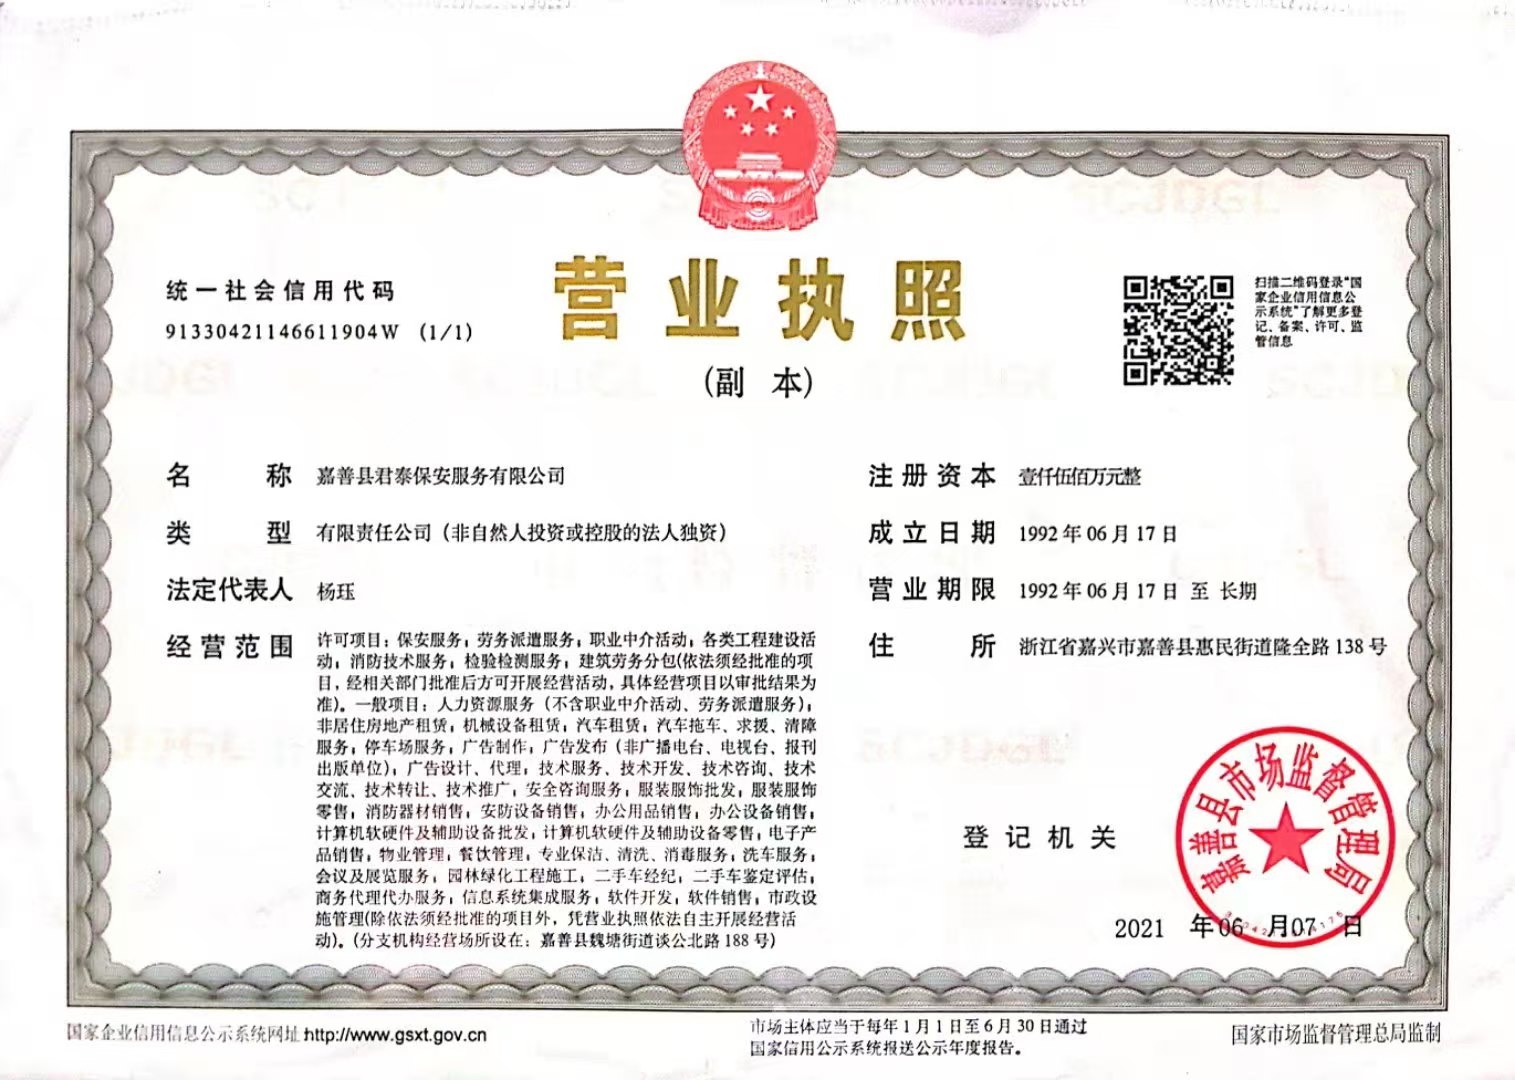 统一社会信用代码
91330421146611904W (1/1)
营业执照
(副 本)
扫描二维码登录“国
家企业信用信息公
示系统”了解更多登
记、备案、许可、监
管信息
名 称 嘉善县君泰保安服务有限公司
类 型 有限责任公司（非自然人投资或控股的法人独资）
法定代表人 杨珏
经营范围 许可项目：保安服务；劳务派遣服务；职业中介活动；各类工程建设活
动；消防技术服务；检验检测服务；建筑劳务分包(依法须经批准的项
目，经相关部门批准后方可开展经营活动，具体经营项目以审批结果为
准)。一般项目：人力资源服务（不含职业中介活动、劳务派遣服务）；
非居住房地产租赁；机械设备租赁；汽车租赁；汽车拖车、求援、清障
服务；停车场服务；广告制作；广告发布（非广播电台、电视台、报刊
出版单位）；广告设计、代理；技术服务、技术开发、技术咨询、技术
交流、技术转让、技术推广；安全咨询服务；服装服饰批发；服装服饰
零售；消防器材销售；安防设备销售；办公用品销售；办公设备销售；
计算机软硬件及辅助设备批发；计算机软硬件及辅助设备零售；电子产
品销售；物业管理；餐饮管理；专业保洁、清洗、消毒服务；洗车服务；
会议及展览服务；园林绿化工程施工；二手车经纪；二手车鉴定评估；
商务代理代办服务；信息系统集成服务；软件开发；软件销售；市政设
施管理(除依法须经批准的项目外，凭营业执照依法自主开展经营活
动)。(分支机构经营场所设在：嘉善县魏塘街道谈公北路 188 号)
注册资本 壹仟伍佰万元整
成立日期 1992 年 06 月 17 日
营业期限 1992 年 06 月 17 日 至 长期
住 所 浙江省嘉兴市嘉善县惠民街道隆全路 138 号
登记机关
嘉善县市场监督管理局
2021 年 06 月 07 日
国家企业信用信息公示系统网址 http://www.gsxt.gov.cn
市场主体应当于每年 1 月 1 日至 6 月 30 日通过
国家信用公示系统报送公示年度报告。
国家市场监督管理总局监制